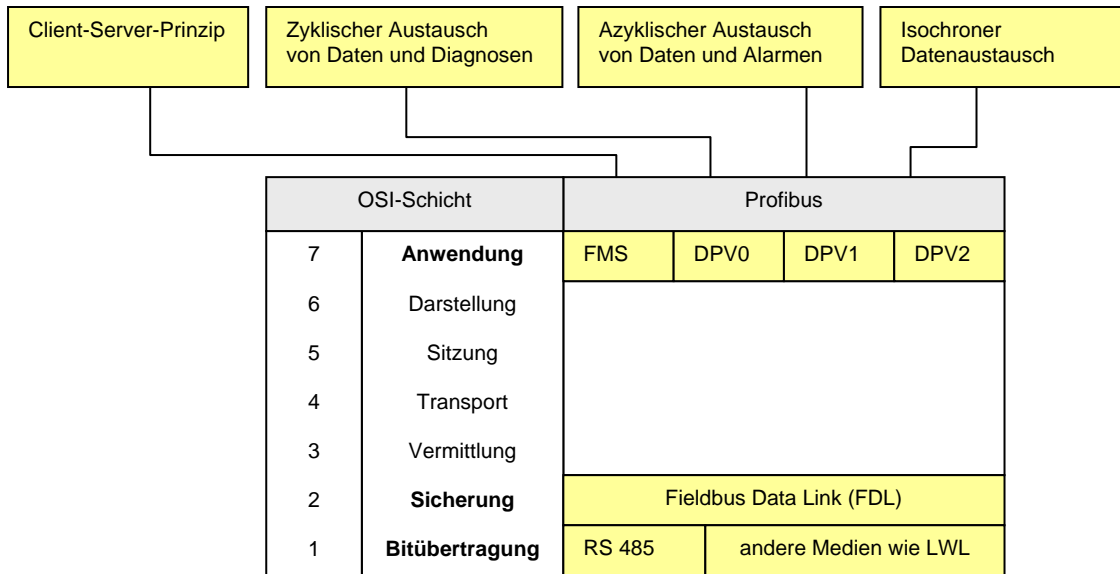 Client-Server-Prinzip
Zyklischer Austausch
von Daten und Diagnosen
Azyklischer Austausch
von Daten und Alarmen
Isochroner
Datenaustausch
OSI-Schicht
Profibus
7
Anwendung
FMS
DPV0
DPV1
DPV2
6
Darstellung
5
Sitzung
4
Transport
3
Vermittlung
2
Sicherung
Fieldbus Data Link (FDL)
1
Bitübertragung
RS 485
andere Medien wie LWL